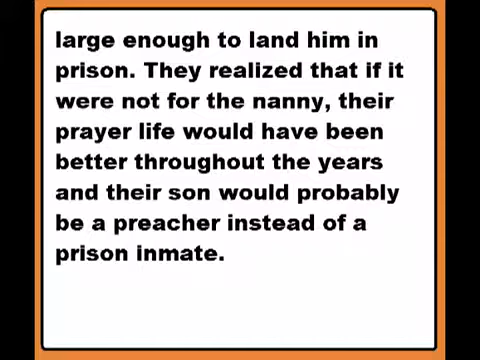 large enough to land him in
prison. They realized that if it
were not for the nanny, their
prayer life would have been
better throughout the years
and their son would probably
be a preacher instead of a
prison inmate.